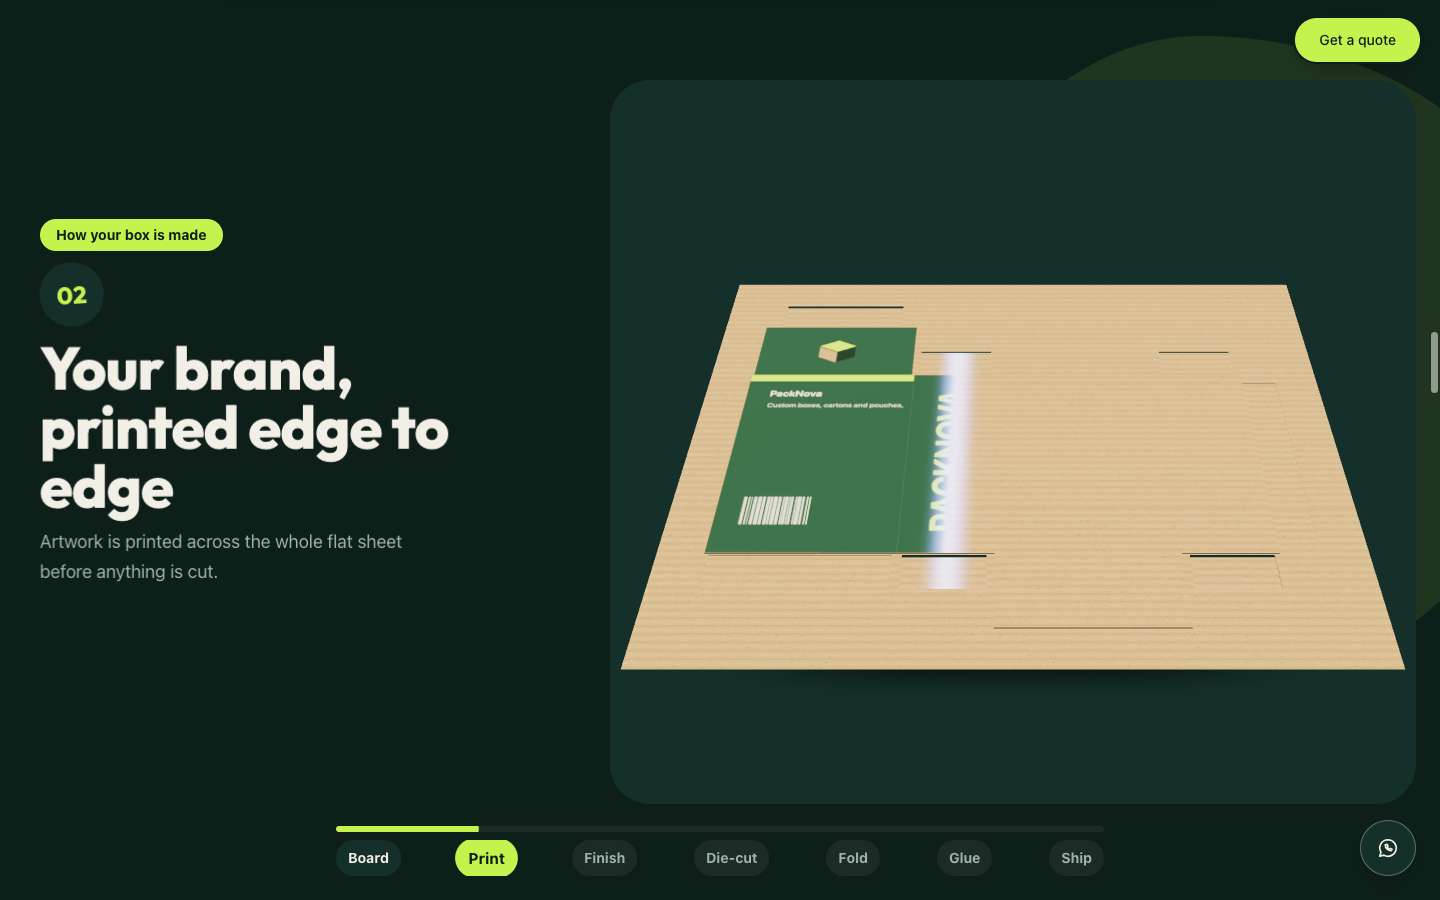 Get a quote
How your box is made
02
Your brand,
printed edge to
edge
Artwork is printed across the whole flat sheet
before anything is cut.
PackNova
Custom boxes, cartons and pouches.
PACKNOVA
Board
Print
Finish
Die-cut
Fold
Glue
Ship